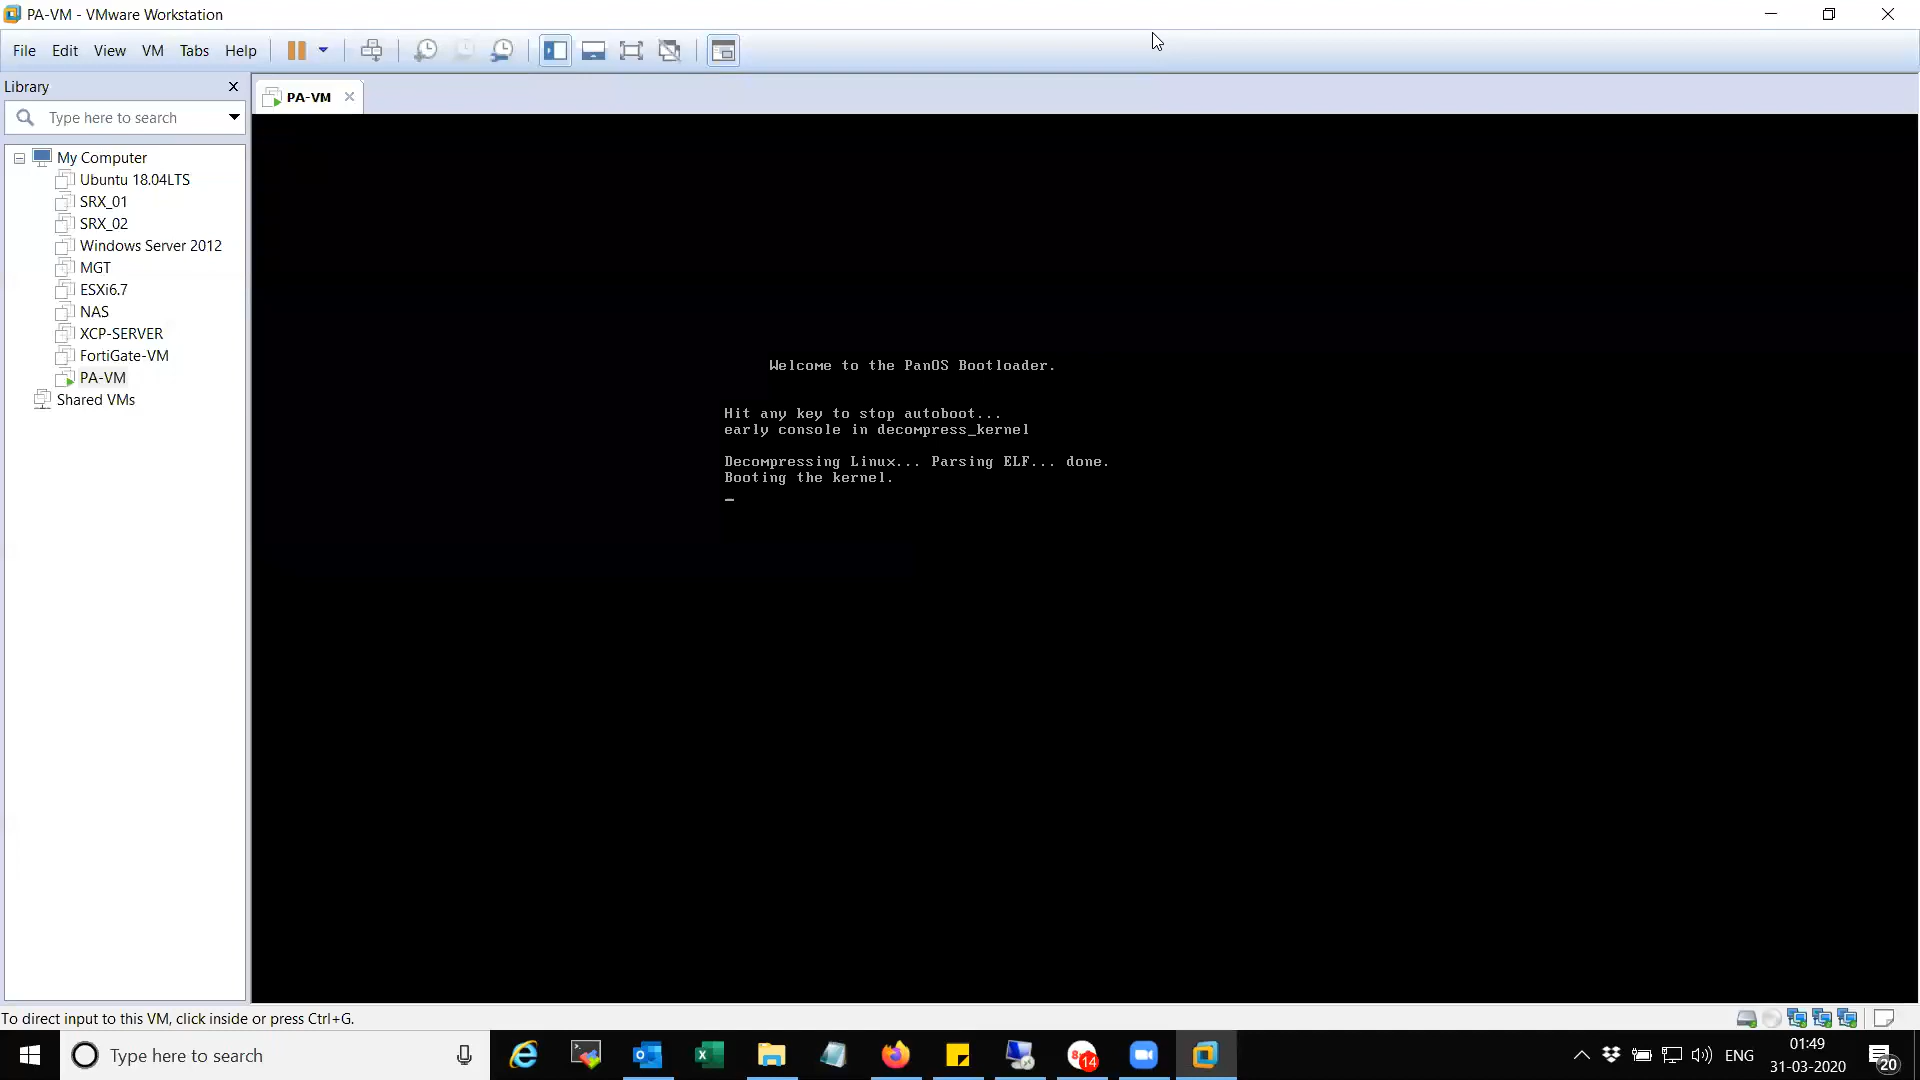 PA-VM - VMware Workstation
File Edit View VM Tabs Help
Library
Type here to search
PA-VM
My Computer
Ubuntu 18.04LTS
SRX_01
SRX_02
Windows Server 2012
MGT
ESXi6.7
NAS
XCP-SERVER
FortiGate-VM
PA-VM
Shared VMs
Welcome to the PanOS Bootloader.
Hit any key to stop autoboot...
early console in decompress_kernel
Decompressing Linux... Parsing ELF... done.
Booting the kernel.
_
To direct input to this VM, click inside or press Ctrl+G.
Type here to search
8 14
ENG
01:49
31-03-2020
20